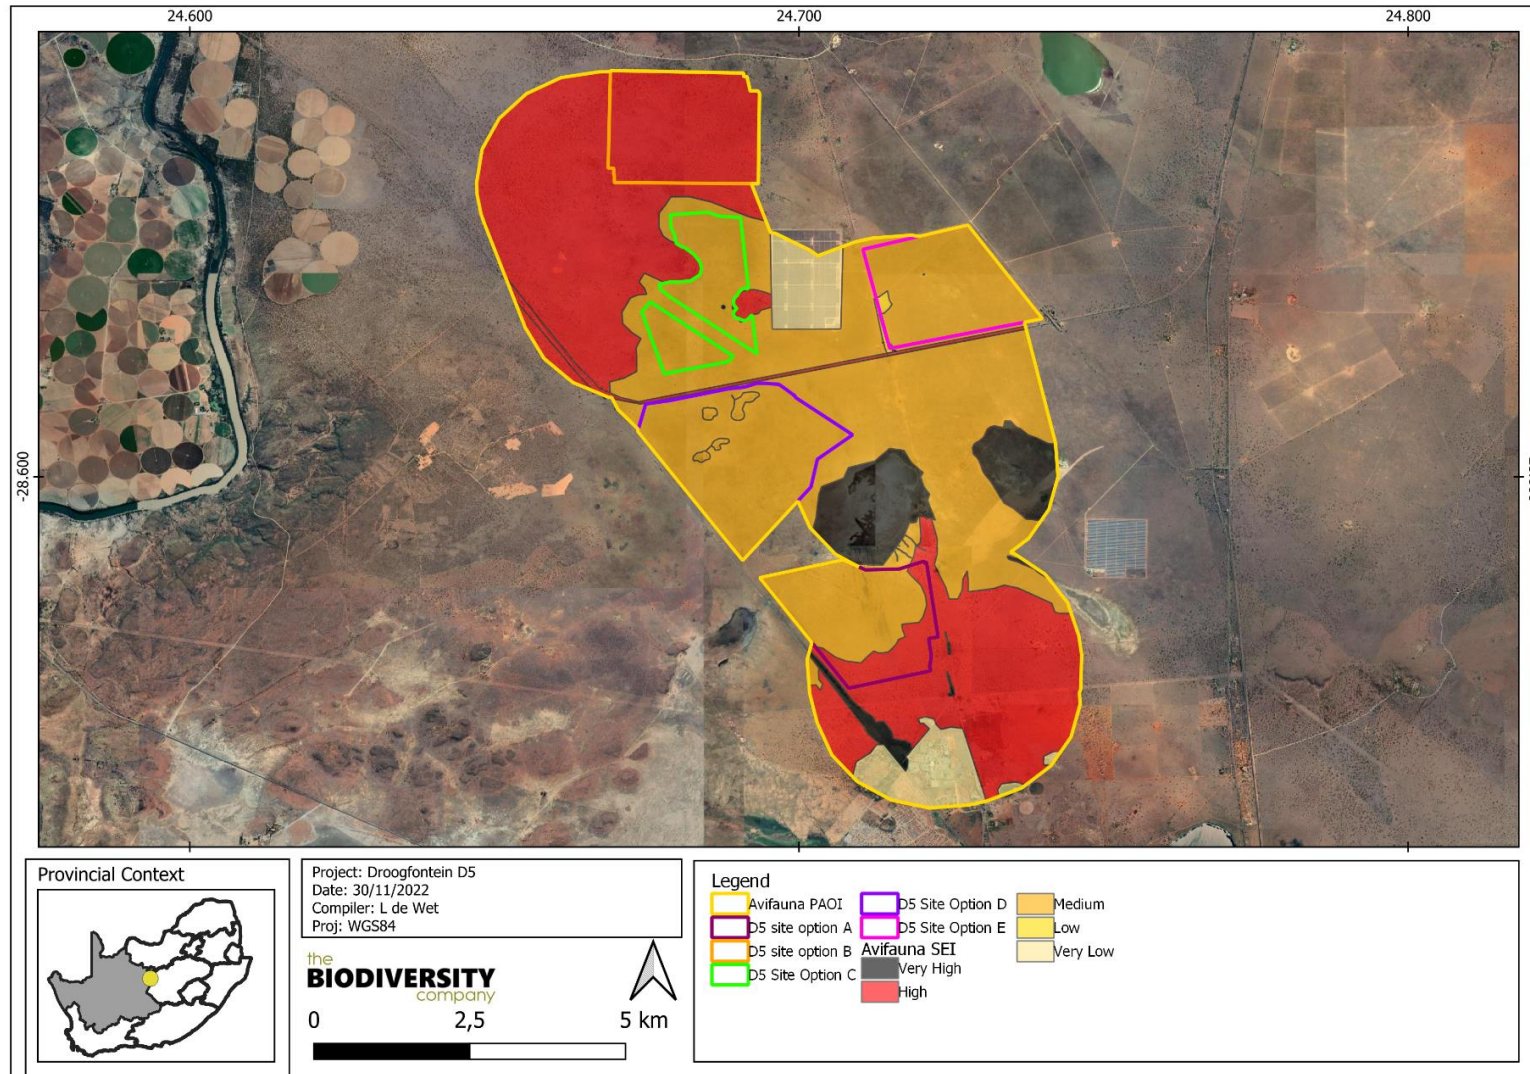 24.600 24.700 24.800
-28.600
Provincial Context
Project: Droogfontein D5
Date: 30/11/2022
Compiler: L de Wet
Proj: WGS84
the
BIODIVERSITY
company
0 2,5 5 km
Legend
Avifauna PAOI
D5 site option A
D5 site option B
D5 Site Option C
D5 Site Option D
D5 Site Option E
Avifauna SEI
Very High
High
Medium
Low
Very Low